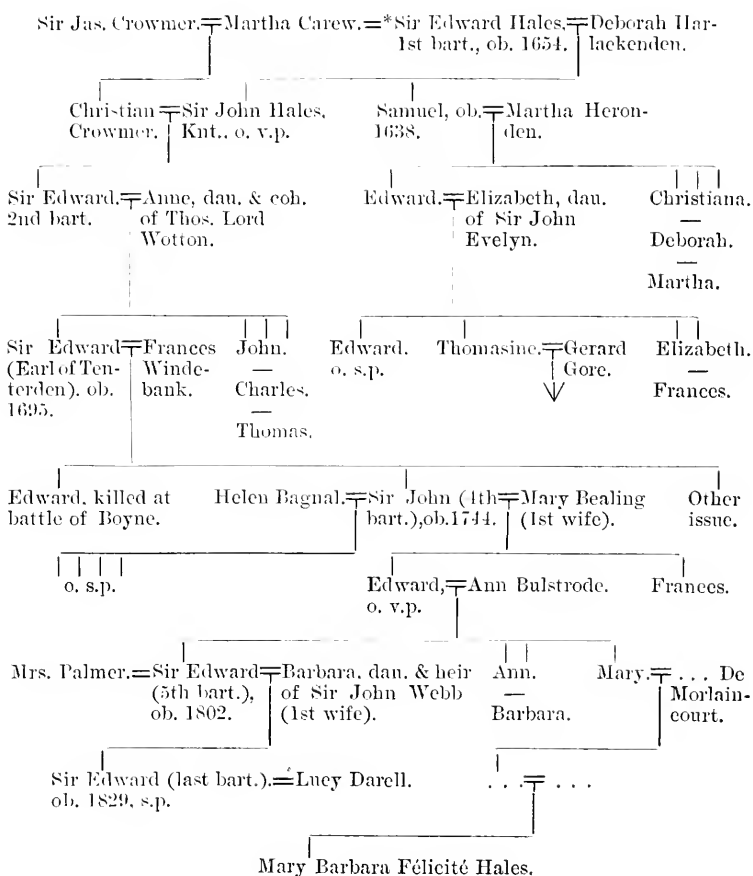 Sir Jas. Crowmer.╤Martha Carew.=*Sir Edward Hales,╤Deborah Har-
1st bart., ob. 1654. lackenden.
Christian╤Sir John Hales, Samuel, ob.╤Martha Heron-
Crowmer. Knt., o. v.p. 1638. den.
Sir Edward.╤Anne, dau. & coh. Edward.╤Elizabeth, dau. Christiana.
2nd bart. of Thos. Lord of Sir John —
Wotton. Evelyn. Deborah.
—
Martha.
Sir Edward╤Frances John. Edward. Thomasine.╤Gerard Elizabeth.
(Earl of Ten- Winde- — o. s.p. Gore. —
terden). ob. bank. Charles. Frances.
1695. —
Thomas.
Edward, killed at Helen Bagnal.╤Sir John (4th╤Mary Bealing Other
battle of Boyne. bart.), ob. 1744. (1st wife). issue.
o. s.p. Edward,╤Ann Bulstrode. Frances.
o. v.p.
Mrs. Palmer.=Sir Edward╤Barbara, dau. & heir Ann. Mary.╤. . . De
(5th bart.), of Sir John Webb — Morlain-
ob. 1802. (1st wife). Barbara. court.
Sir Edward (last bart.).=Lucy Darell. . . .╤. . .
ob. 1829, s.p.
Mary Barbara Félicité Hales.